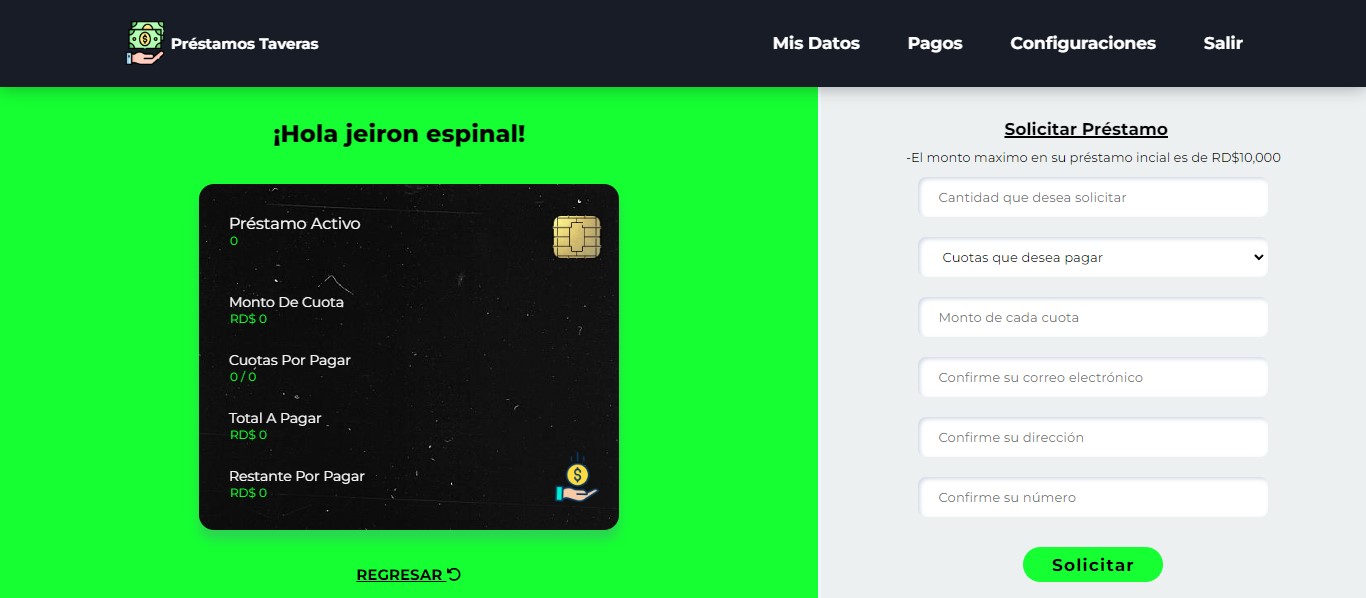 Préstamos Taveras
Mis Datos
Pagos
Configuraciones
Salir
¡Hola jeiron espinal!
Préstamo Activo
0
Monto De Cuota
RD$ 0
Cuotas Por Pagar
0 / 0
Total A Pagar
RD$ 0
Restante Por Pagar
RD$ 0
REGRESAR
Solicitar Préstamo
-El monto maximo en su préstamo incial es de RD$10,000
Cantidad que desea solicitar
Cuotas que desea pagar
Monto de cada cuota
Confirme su correo electrónico
Confirme su dirección
Confirme su número
Solicitar